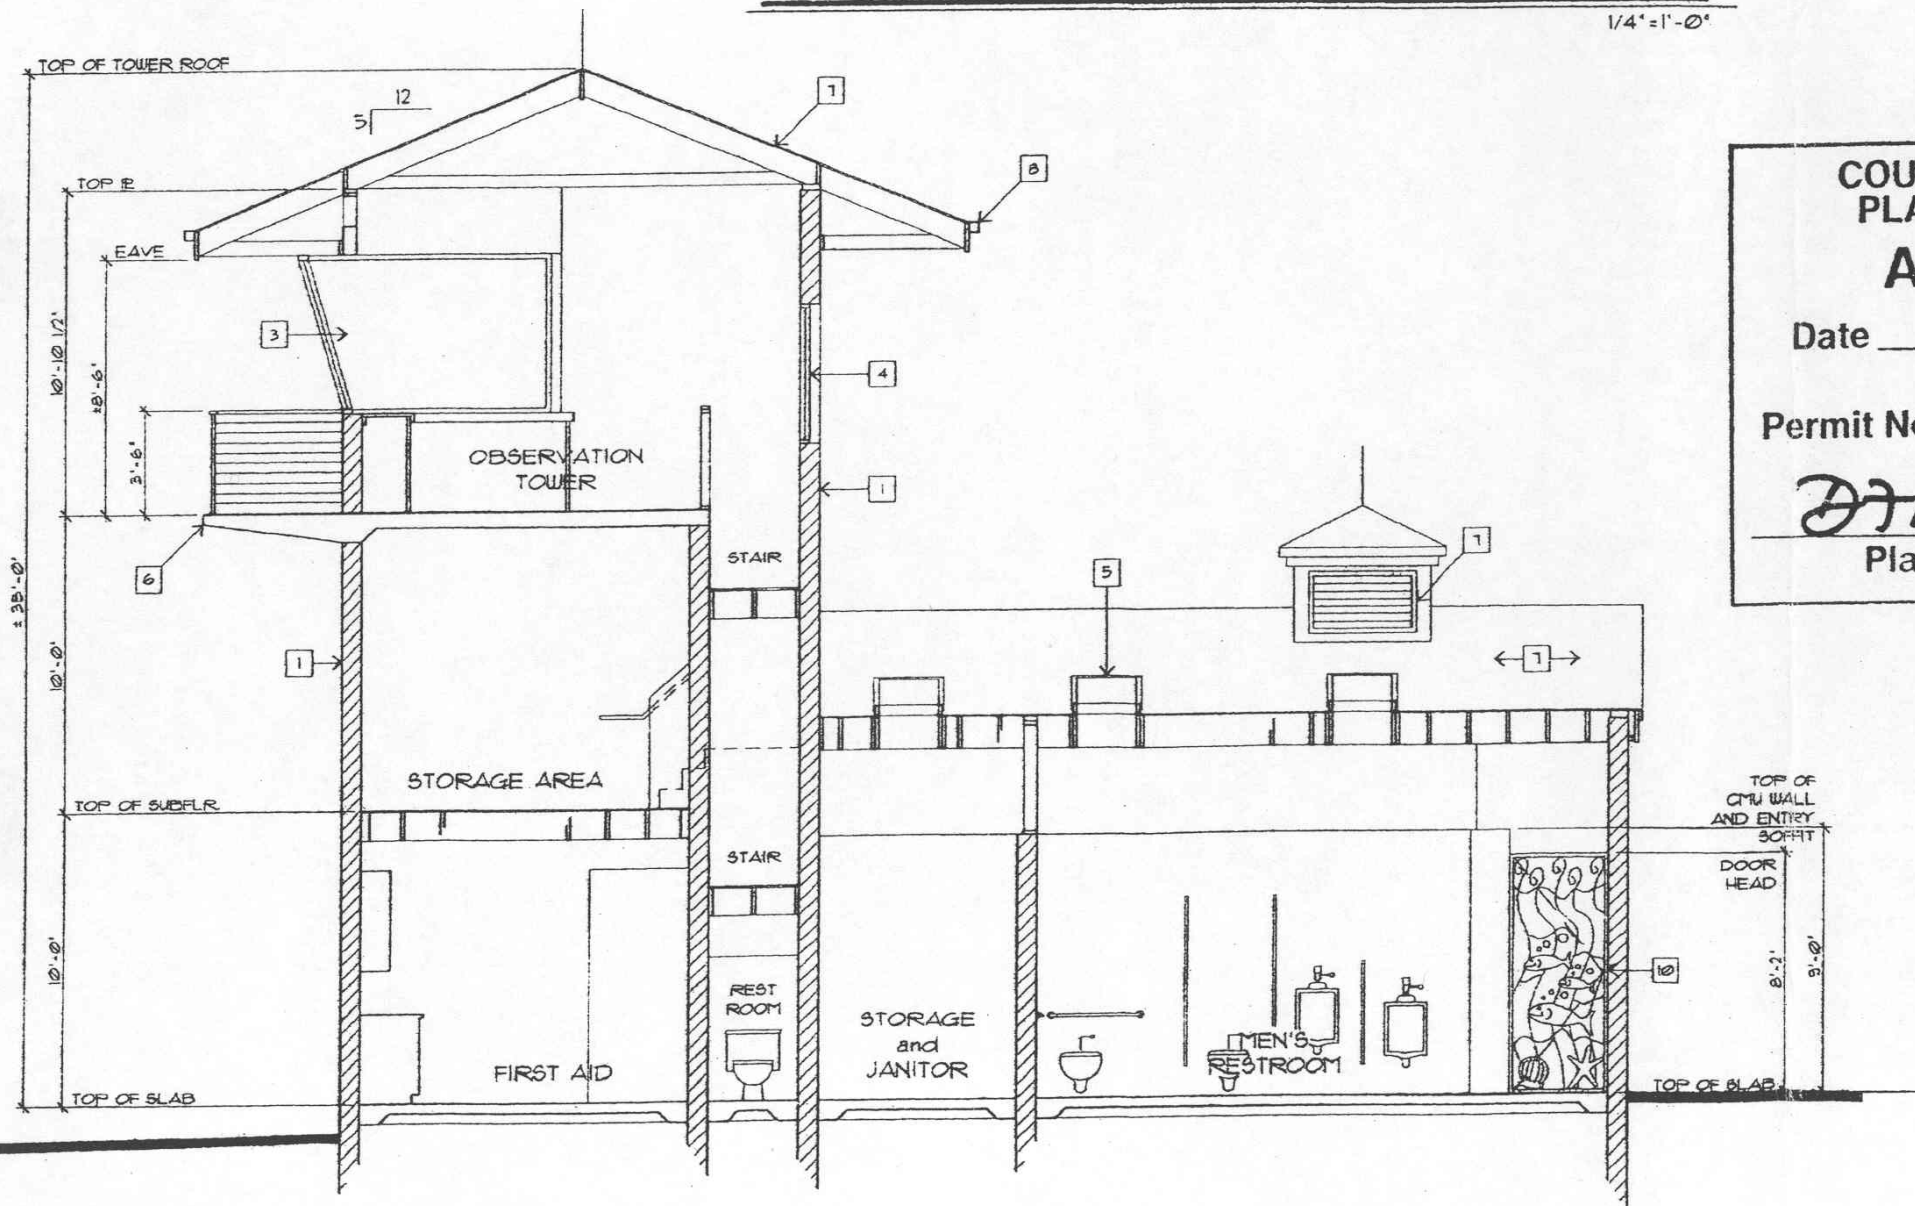 1/4"=1'-0"
TOP OF TOWER ROOF
12
5
7
8
TOP PL
EAVE
10'-10 1/2"
±8'-6"
3'-6"
3
4
OBSERVATION
TOWER
1
6
STAIR
5
7
± 38'-0"
10'-0"
1
7
STORAGE AREA
TOP OF SUBFLR.
STAIR
TOP OF
CMU WALL
AND ENTRY
SOFFIT
DOOR
HEAD
10'-0"
REST
ROOM
STORAGE
and
JANITOR
MEN'S
RESTROOM
FIRST AID
10
8'-2"
9'-0"
TOP OF SLAB
TOP OF SLAB
COU
PLA
A
Date
Permit N
Pla